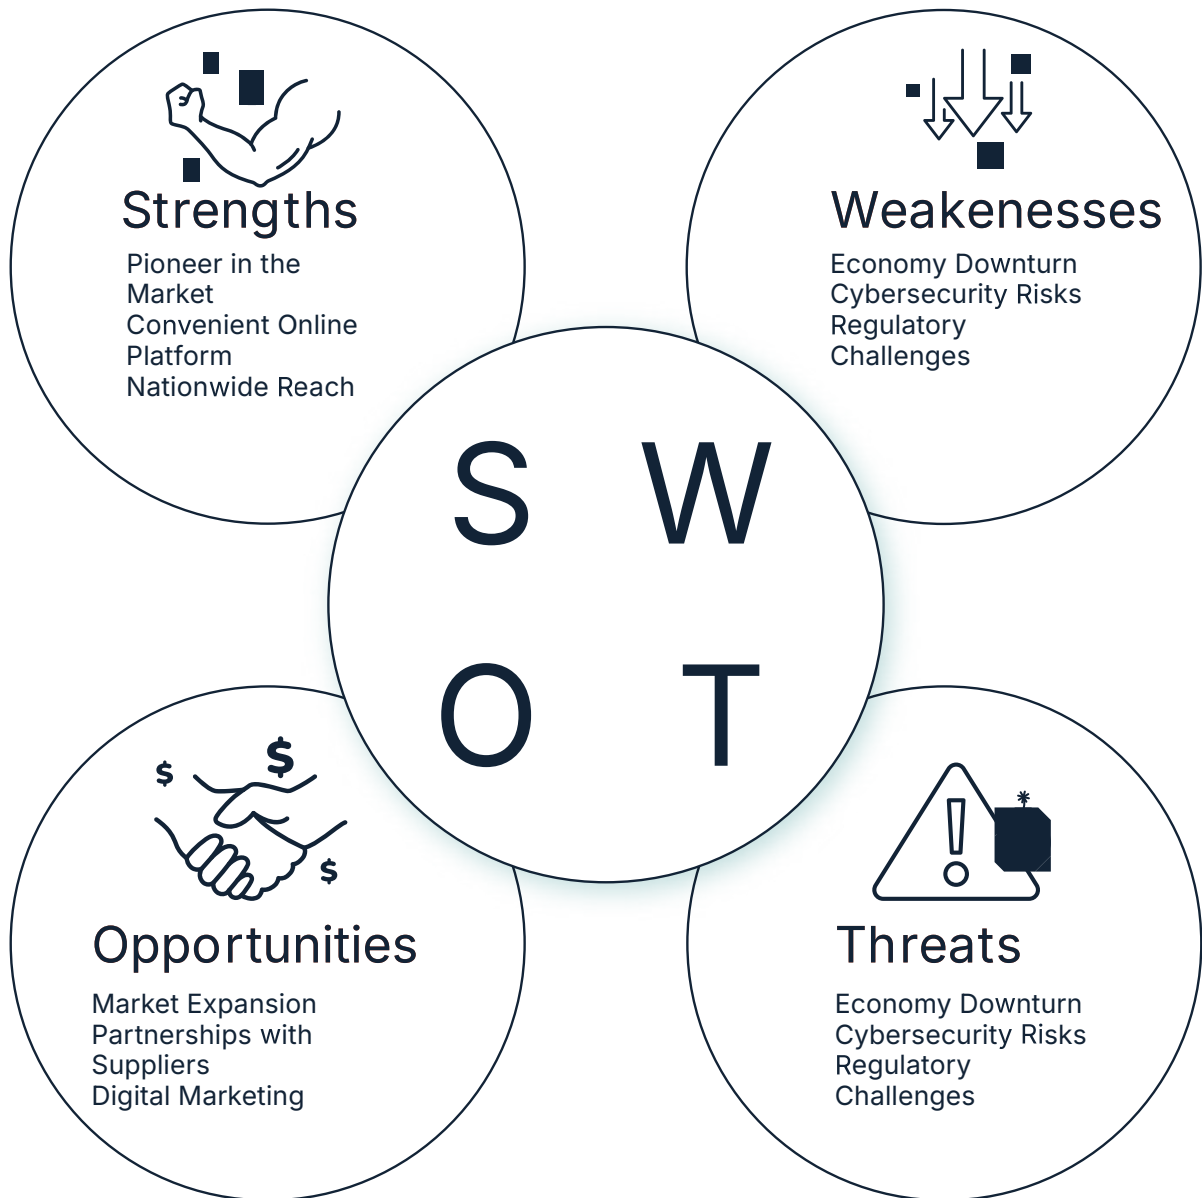 Strengths
Pioneer in the
Market
Convenient Online
Platform
Nationwide Reach
Weakenesses
Economy Downturn
Cybersecurity Risks
Regulatory
Challenges
S W
O T
$ $
$
Opportunities
Market Expansion
Partnerships with
Suppliers
Digital Marketing
!
Threats
Economy Downturn
Cybersecurity Risks
Regulatory
Challenges